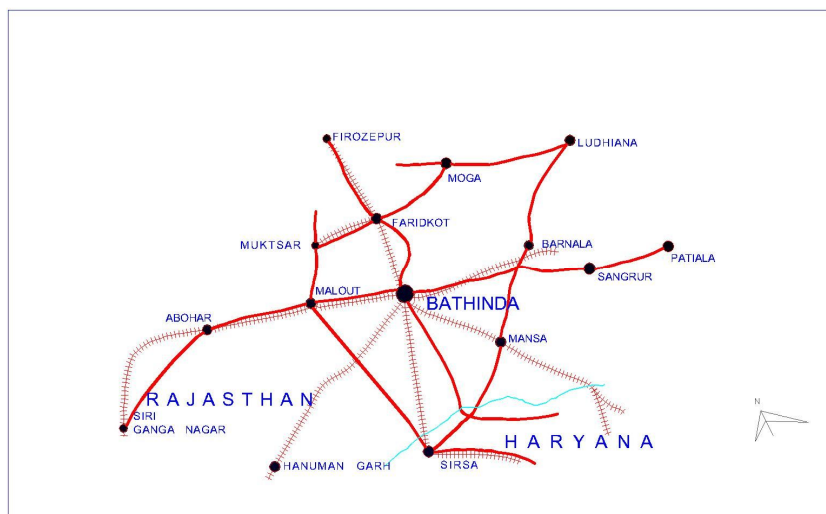 FIROZEPUR
LUDHIANA
MOGA
FARIDKOT
MUKTSAR
BARNALA
PATIALA
SANGRUR
MALOUT
BATHINDA
ABOHAR
MANSA
RAJASTHAN
SIRI
GANGA NAGAR
HARYANA
HANUMAN GARH
SIRSA
N